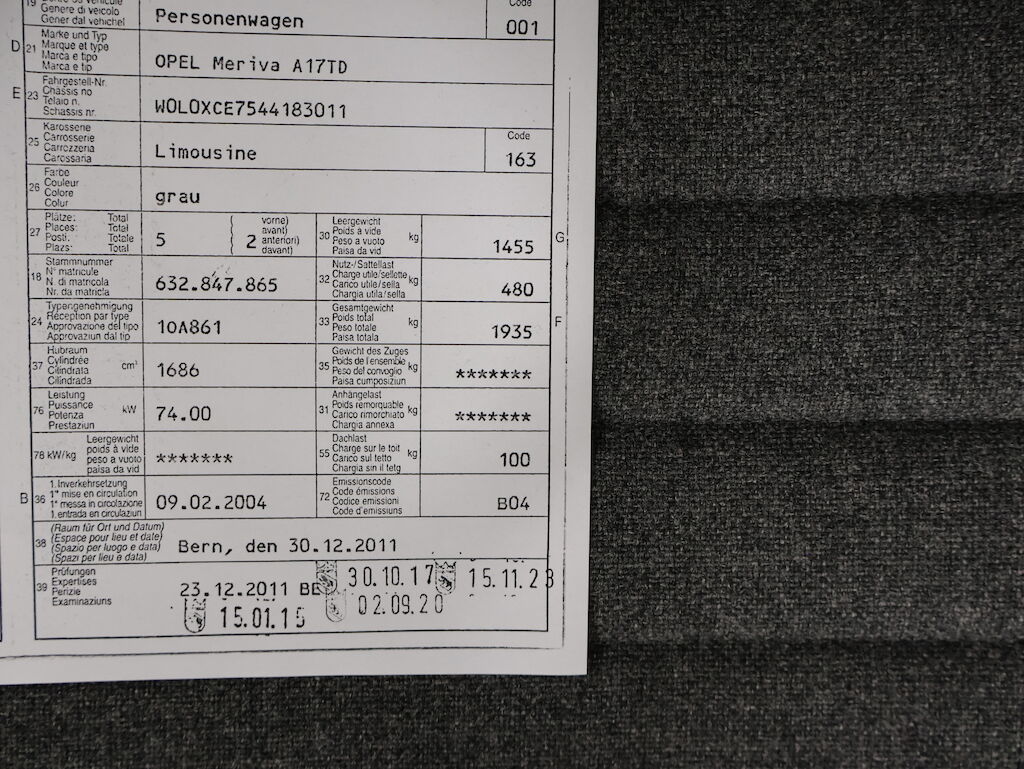 19
Genere di veicolo
Gener dal vehichel
Personenwagen
Code
001
D 21
Marke und Typ
Marque et type
Marca e tipo
Marca e tip
OPEL Meriva A17TD
E 23
Fahrgestell-Nr.
Châssis no
Telaio n.
Schassis nr.
WOLOXCE7544183011
25
Karosserie
Carrosserie
Carrozzeria
Carossaria
Limousine
Code
163
26
Farbe
Couleur
Colore
Colur
grau
27
Plätze: Total
Places: Total
Posti: Totale
Plazs: Total
5
( vorne)
avant)
2 anteriori)
( davant)
30
Leergewicht
Poids à vide
Peso a vuoto
Paisa da vid
kg
1455
G
18
Stammnummer
N° matricule
N. di matricola
Nr. da matricla
632.847.865
32
Nutz-/Sattellast
Charge utile/sellette
Carico utile/sella
Chargia utila/sella
kg
480
24
Typengenehmigung
Réception par type
Approvazione del tipo
Approvaziun dal tip
10A861
33
Gesamtgewicht
Poids total
Peso totale
Paisa totala
kg
1935
F
37
Hubraum
Cylindrée
Cilindrata
Cilindrada
cm³
1686
35
Gewicht des Zuges
Poids de l'ensemble
Peso del convoglio
Paisa cumposiziun
kg
*******
76
Leistung
Puissance
Potenza
Prestaziun
kW
74.00
31
Anhängelast
Poids remorquable
Carico rimorchiato
Chargia annexa
kg
*******
78 kW/kg
Leergewicht
poids à vide
peso a vuoto
paisa da vid
*******
55
Dachlast
Charge sur le toit
Carico sul tetto
Chargia sin il tetg
kg
100
B 36
1. Inverkehrsetzung
1re mise en circulation
1a messa in circolazione
1. entrada en circulaziun
09.02.2004
72
Emissionscode
Code émissions
Codice emissioni
Code d'emissiuns
B04
38
(Raum für Ort und Datum)
(Espace pour lieu et date)
(Spazio per luogo e data)
(Spazi per lieu e data)
Bern, den 30.12.2011
39
Prüfungen
Expertises
Perizie
Examinaziuns
23.12.2011 BE
30.10.17
15.11.23
15.01.15
02.09.20